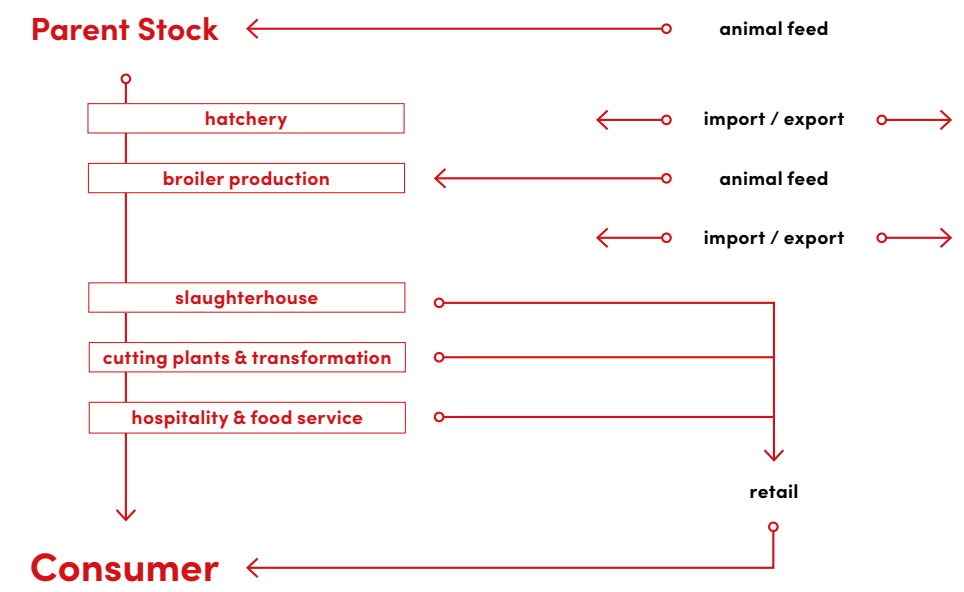 Parent Stock
animal feed
hatchery
import / export
broiler production
animal feed
import / export
slaughterhouse
cutting plants & transformation
hospitality & food service
retail
Consumer